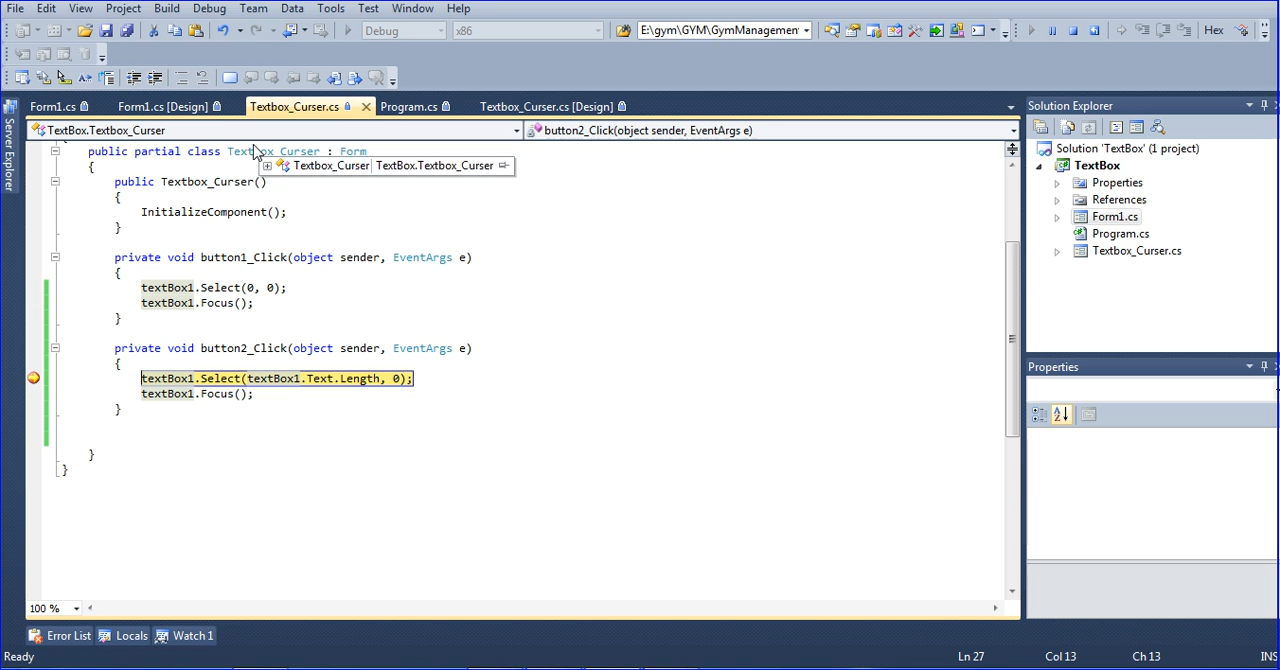 File Edit View Project Build Debug Team Data Tools Test Window Help
Debug x86 E:\gym\GYM\GymManagement Hex
Form1.cs Form1.cs [Design] Textbox_Curser.cs Program.cs Textbox_Curser.cs [Design]
Server Explorer
TextBox.Textbox_Curser button2_Click(object sender, EventArgs e)
public partial class Textbox_Curser : Form
Textbox_Curser TextBox.Textbox_Curser
{
public Textbox_Curser()
{
InitializeComponent();
}
private void button1_Click(object sender, EventArgs e)
{
textBox1.Select(0, 0);
textBox1.Focus();
}
private void button2_Click(object sender, EventArgs e)
{
textBox1.Select(textBox1.Text.Length, 0);
textBox1.Focus();
}
}
}
100 %
Solution Explorer
Solution 'TextBox' (1 project)
TextBox
Properties
References
Form1.cs
Program.cs
Textbox_Curser.cs
Properties
Error List Locals Watch 1
Ready Ln 27 Col 13 Ch 13 INS